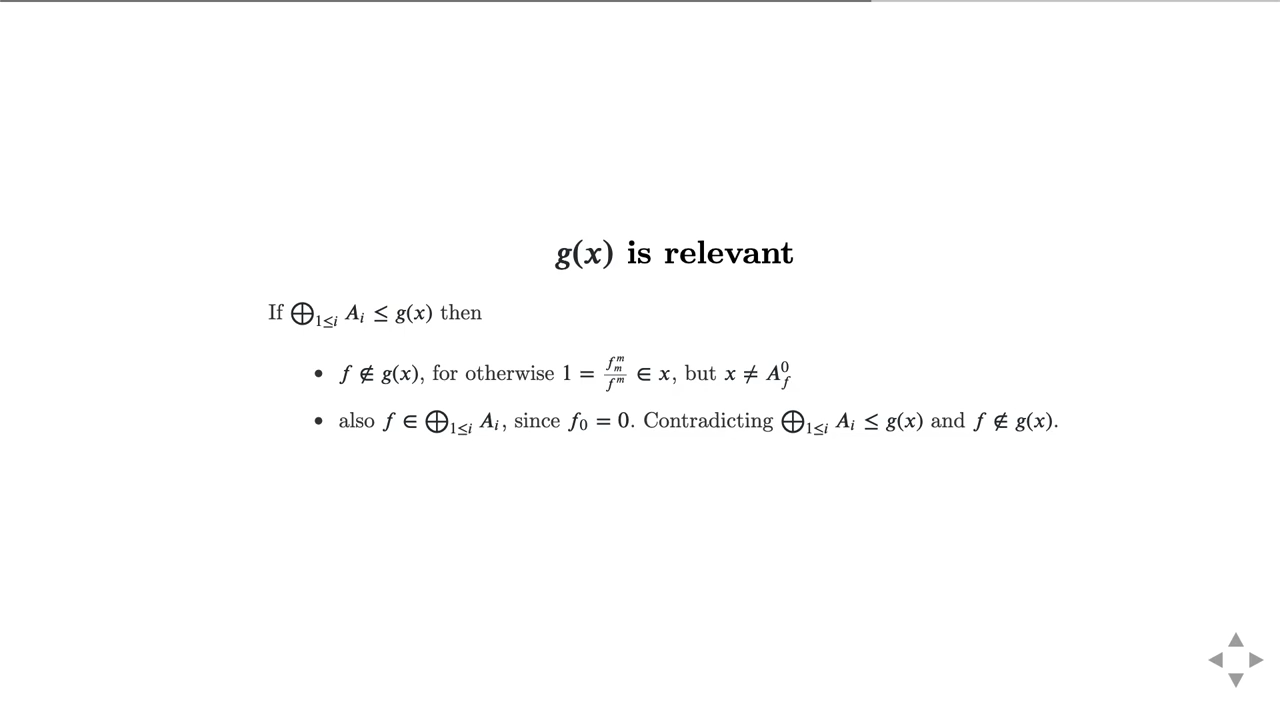 g(x) is relevant
If ⨁_{1≤i} A_i ≤ g(x) then
• f ∉ g(x), for otherwise 1 = \frac{f_m^m}{f^m} ∈ x, but x ≠ A_f^0
• also f ∈ ⨁_{1≤i} A_i, since f_0 = 0. Contradicting ⨁_{1≤i} A_i ≤ g(x) and f ∉ g(x).